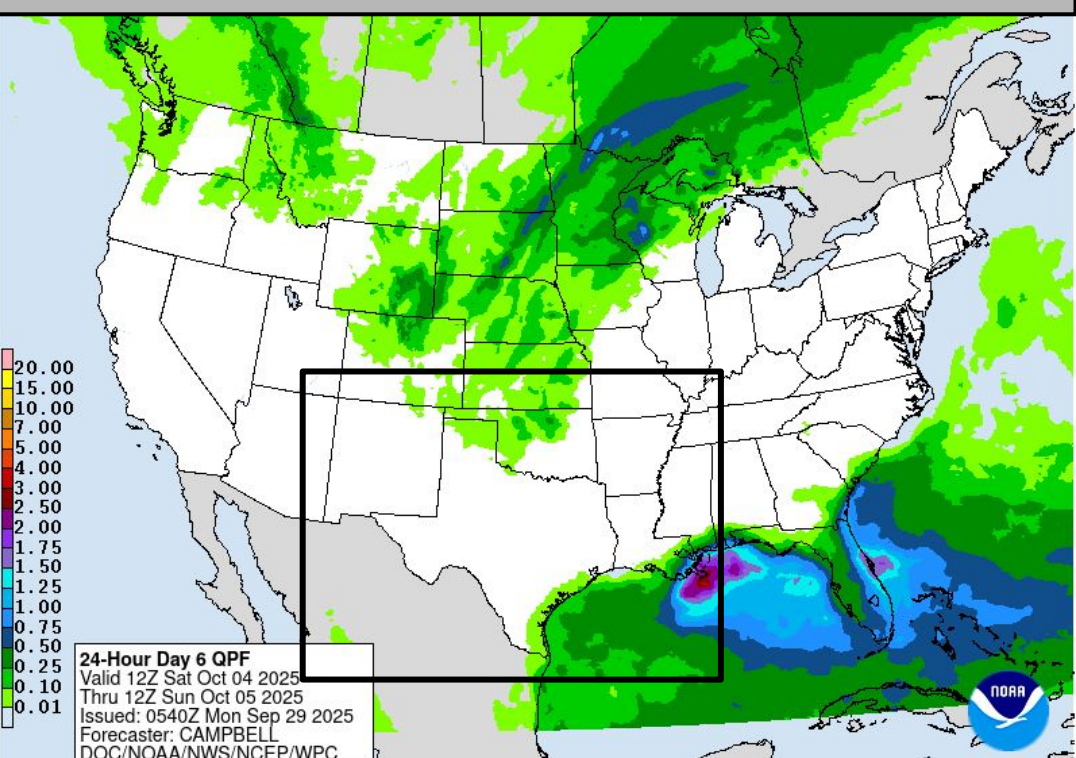 20.00
15.00
10.00
7.00
5.00
4.00
3.00
2.50
2.00
1.75
1.50
1.25
1.00
0.75
0.50
0.25
0.10
0.01
24-Hour Day 6 QPF
Valid 12Z Sat Oct 04 2025
Thru 12Z Sun Oct 05 2025
Issued: 0540Z Mon Sep 29 2025
Forecaster: CAMPBELL
DOC/NOAA/NWS/NCEP/WPC
NOAA